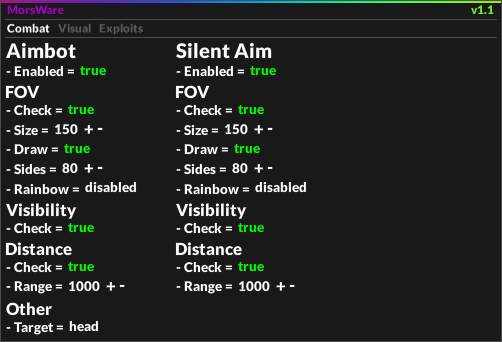 MorsWare v1.1
Combat Visual Exploits
Aimbot
- Enabled = true
FOV
- Check = true
- Size = 150 + -
- Draw = true
- Sides = 80 + -
- Rainbow = disabled
Visibility
- Check = true
Distance
- Check = true
- Range = 1000 + -
Other
- Target = head
Silent Aim
- Enabled = true
FOV
- Check = true
- Size = 150 + -
- Draw = true
- Sides = 80 + -
- Rainbow = disabled
Visibility
- Check = true
Distance
- Check = true
- Range = 1000 + -